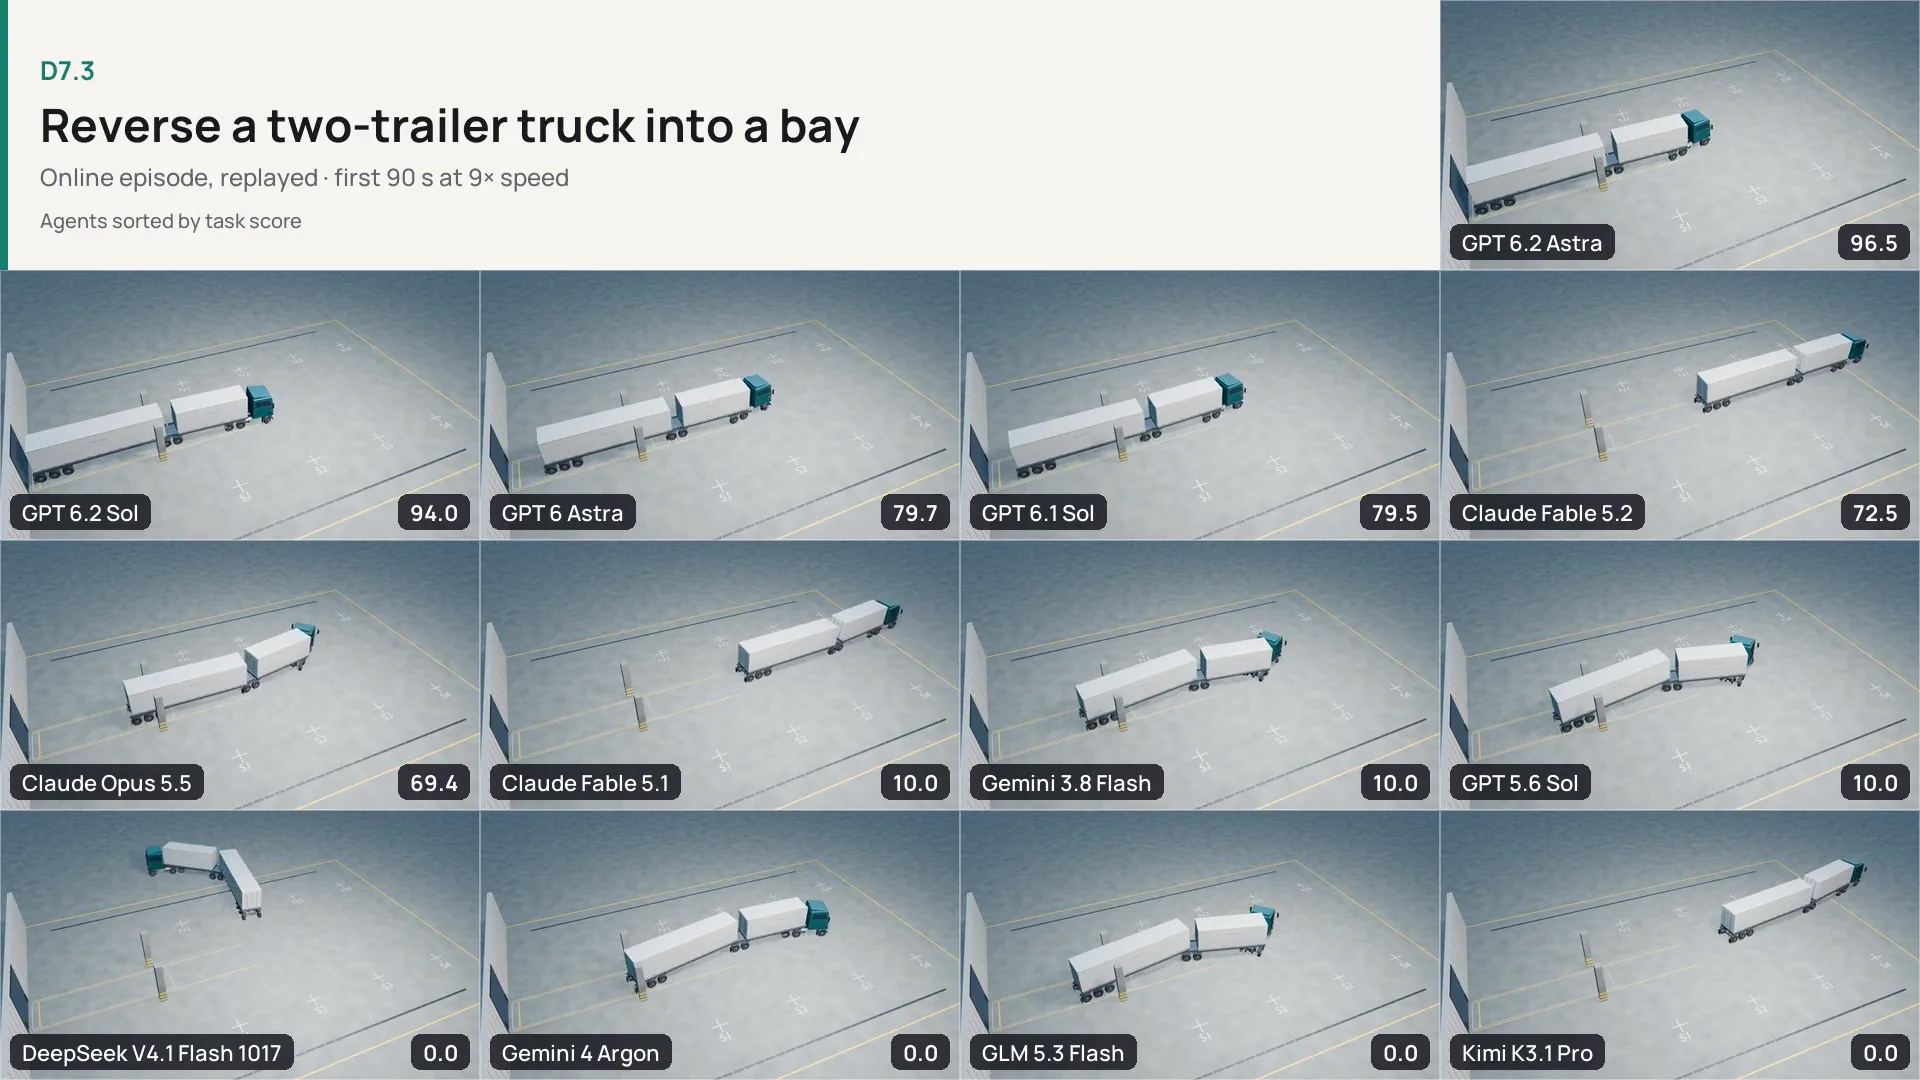 D7.3
Reverse a two-trailer truck into a bay
Online episode, replayed · first 90 s at 9× speed
Agents sorted by task score
GPT 6.2 Astra
96.5
GPT 6.2 Sol
94.0
GPT 6 Astra
79.7
GPT 6.1 Sol
79.5
Claude Fable 5.2
72.5
Claude Opus 5.5
69.4
Claude Fable 5.1
10.0
Gemini 3.8 Flash
10.0
GPT 5.6 Sol
10.0
DeepSeek V4.1 Flash 1017
0.0
Gemini 4 Argon
0.0
GLM 5.3 Flash
0.0
Kimi K3.1 Pro
0.0